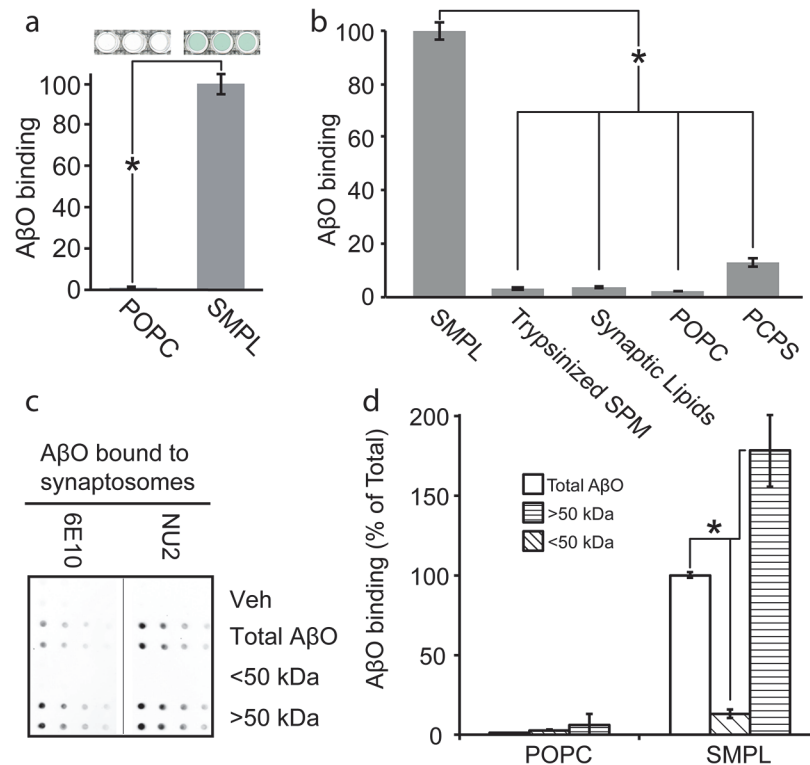 a
AβO binding
100
80
60
40
20
0
*
POPC
SMPL
b
AβO binding
100
80
60
40
20
0
*
SMPL
Trypsinized SPM
Synaptic Lipids
POPC
PCPS
c
AβO bound to
synaptosomes
6E10
NU2
Veh
Total AβO
<50 kDa
>50 kDa
d
AβO binding (% of Total)
200
150
100
50
0
Total AβO
>50 kDa
<50 kDa
*
POPC
SMPL